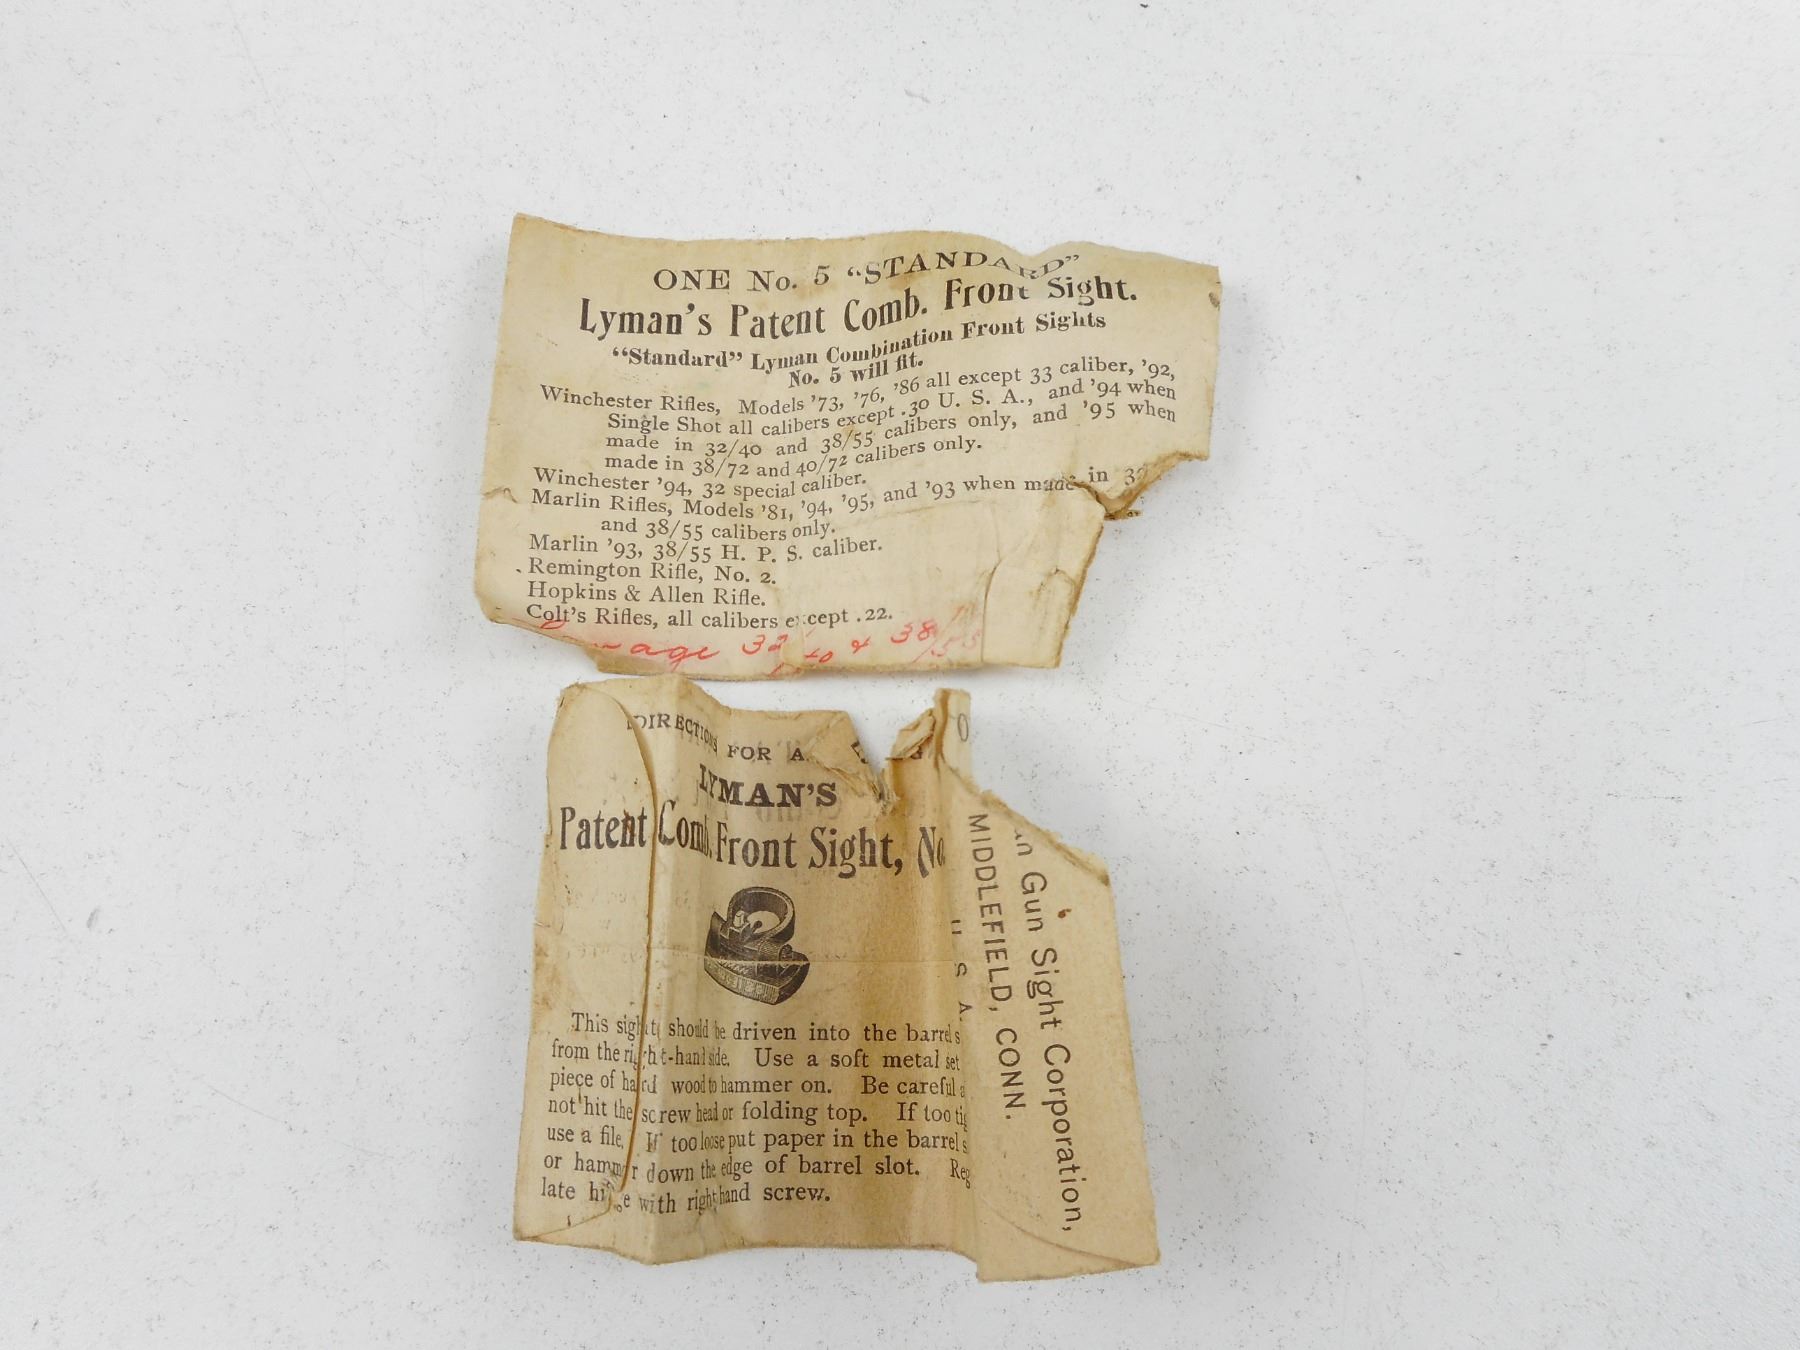 ONE No. 5 “STANDARD”
Lyman's Patent Comb. Front Sight.
“Standard” Lyman Combination Front Sights
No. 5 will fit.
Winchester Rifles, Models '73, '76, '86 all except 33 caliber, '92,
Single Shot all calibers except .30 U. S. A., and '94 when
made in 32/40 and 38/55 calibers only, and '95 when
made in 38/72 and 40/72 calibers only.
Winchester '94, 32 special caliber.
Marlin Rifles, Models '81, '94, '95, and '93 when made in
and 38/55 calibers only.
Marlin '93, 38/55 H. P. S. caliber.
Remington Rifle, No. 2.
Hopkins & Allen Rifle.
Colt's Rifles, all calibers except .22.
32 40 & 38/55
DIRECTIONS FOR
LYMAN'S
Patent Comb. Front Sight, No
This sight should be driven into the barrel s
from the right-hand side. Use a soft metal set
piece of hard wood to hammer on. Be careful
not hit the screw head or folding top. If too
use a file. If too loose put paper in the barrel s
or hammer down the edge of barrel slot. Reg
late hinge with right hand screw.
Gun Sight Corporation,
MIDDLEFIELD, CONN.
U S A.